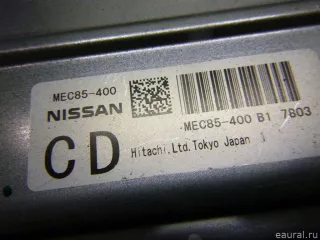 MEC85-400
NISSAN
MEC85-400 B1 7803
CD
Hitachi,Ltd.Tokyo Japan
eaural.ru